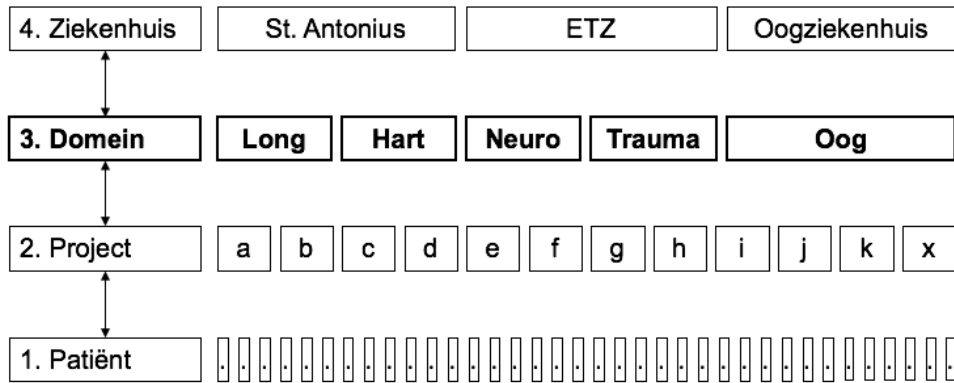 4. Ziekenhuis St. Antonius ETZ Oogziekenhuis
3. Domein Long Hart Neuro Trauma Oog
2. Project a b c d e f g h i j k x
1. Patiënt . . . . . . . . . . . . . . . . . . . . . . . . . . . . . . . . . . . .